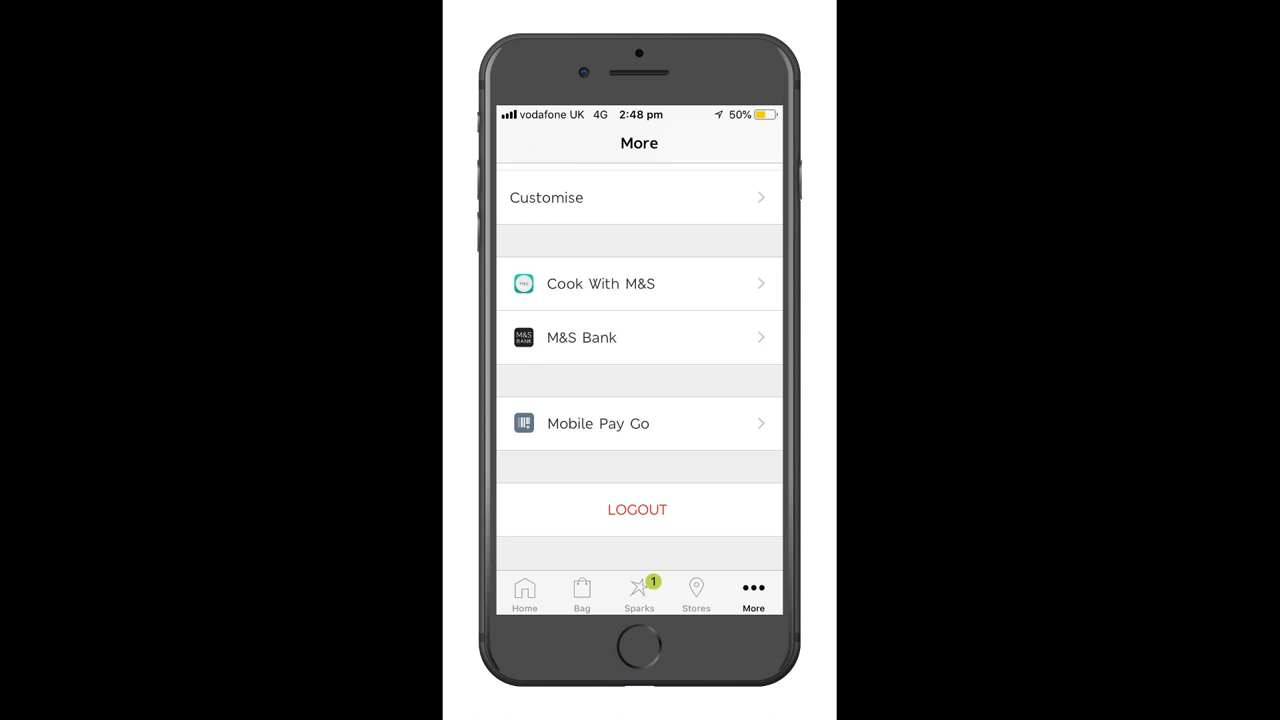 vodafone UK 4G 2:48 pm 50%
More
Customise
Cook With M&S
M&S Bank
M&S
BANK
Mobile Pay Go
LOGOUT
1
Home Bag Sparks Stores More